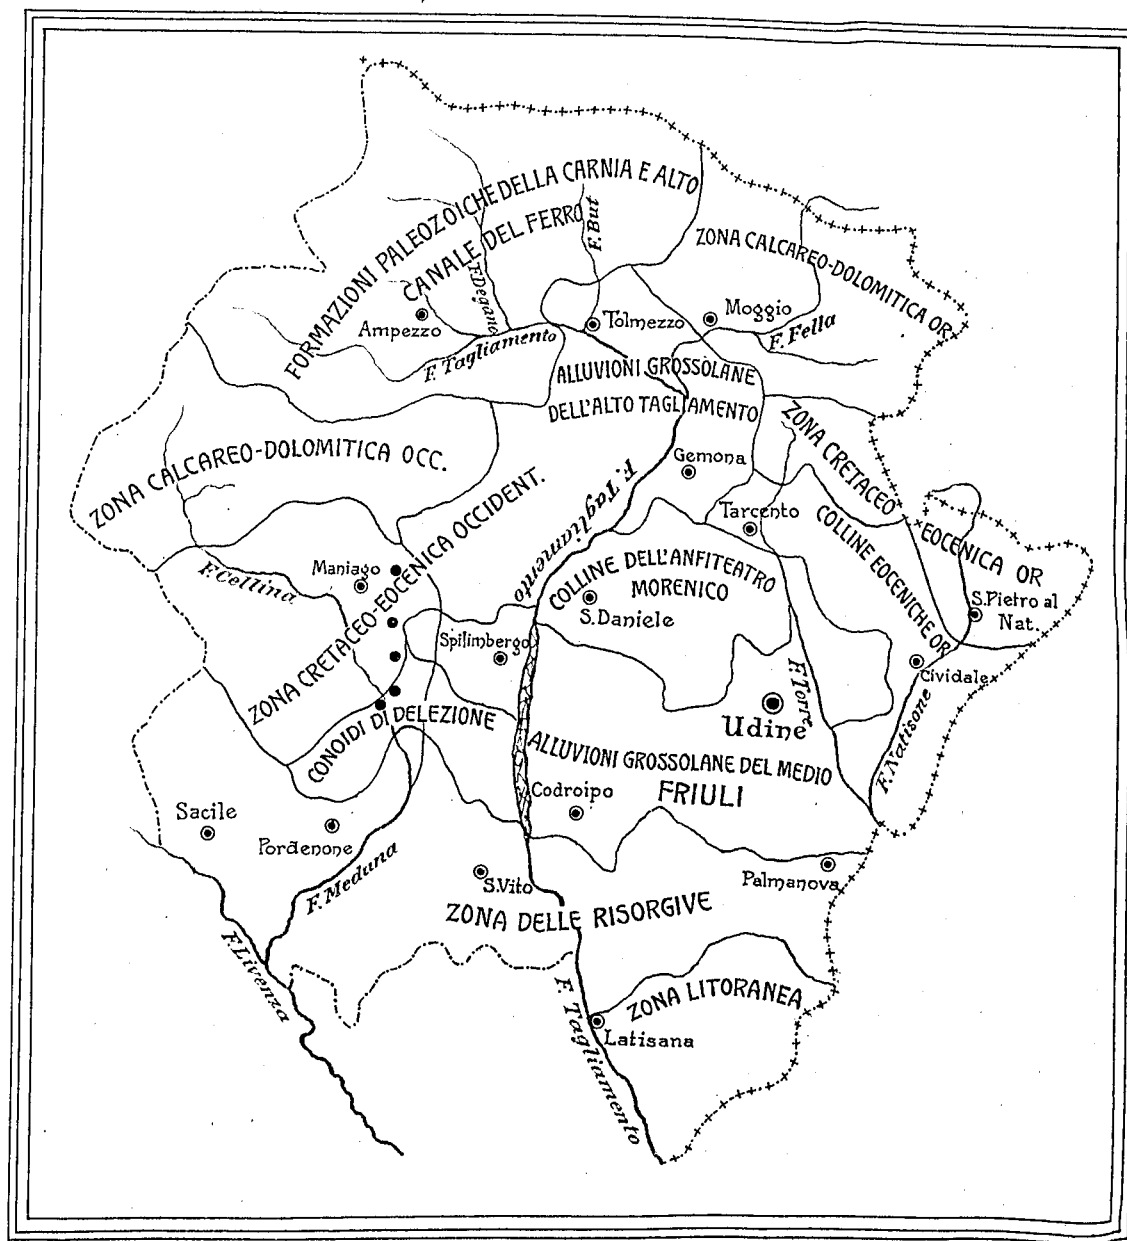 FORMAZIONI PALEOZOICHE DELLA CARNIA E ALTO
CANALE DEL FERRO
F. But
F. Degano
ZONA CALCAREO-DOLOMITICA OR.
Ampezzo
Tolmezzo
Moggio
F. Fella
F. Tagliamento
ALLUVIONI GROSSOLANE
DELL'ALTO TAGLIAMENTO
ZONA CALCAREO-DOLOMITICA OCC.
ZONA CRETACEO
EOCENICA OR
Gemona
F. Tagliamento
Tarcento
COLLINE EOCENICHE OR
ZONA CRETACEO-EOCENICA OCCIDENT.
F. Cellina
Maniago
COLLINE DELL'ANFITEATRO
MORENICO
S. Daniele
S. Pietro al
Nat.
Spilimbergo
Cividale
F. Torre
F. Natisone
Udine
CONOIDI DI DELEZIONE
ALLUVIONI GROSSOLANE DEL MEDIO
FRIULI
Codroipo
Sacile
Pordenone
F. Meduna
S. Vito
Palmanova
ZONA DELLE RISORGIVE
F. Livenza
ZONA LITORANEA
F. Tagliamento
Latisana